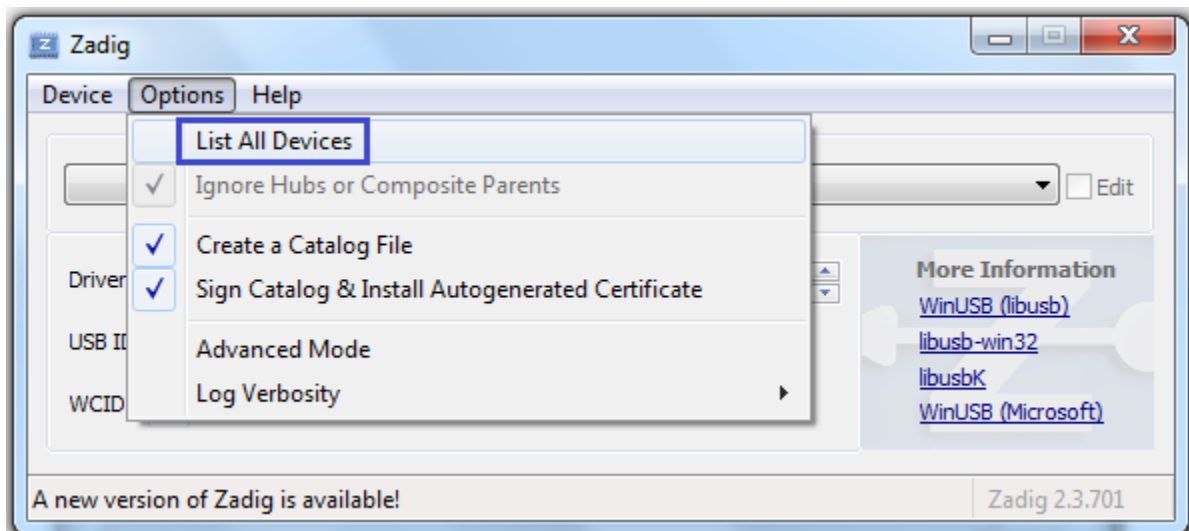 Zadig
Device Options Help
List All Devices
Ignore Hubs or Composite Parents
Edit
Create a Catalog File
Sign Catalog & Install Autogenerated Certificate
Advanced Mode
Log Verbosity
Driver
USB ID
WCID
More Information
WinUSB (libusb)
libusb-win32
libusbK
WinUSB (Microsoft)
A new version of Zadig is available!
Zadig 2.3.701